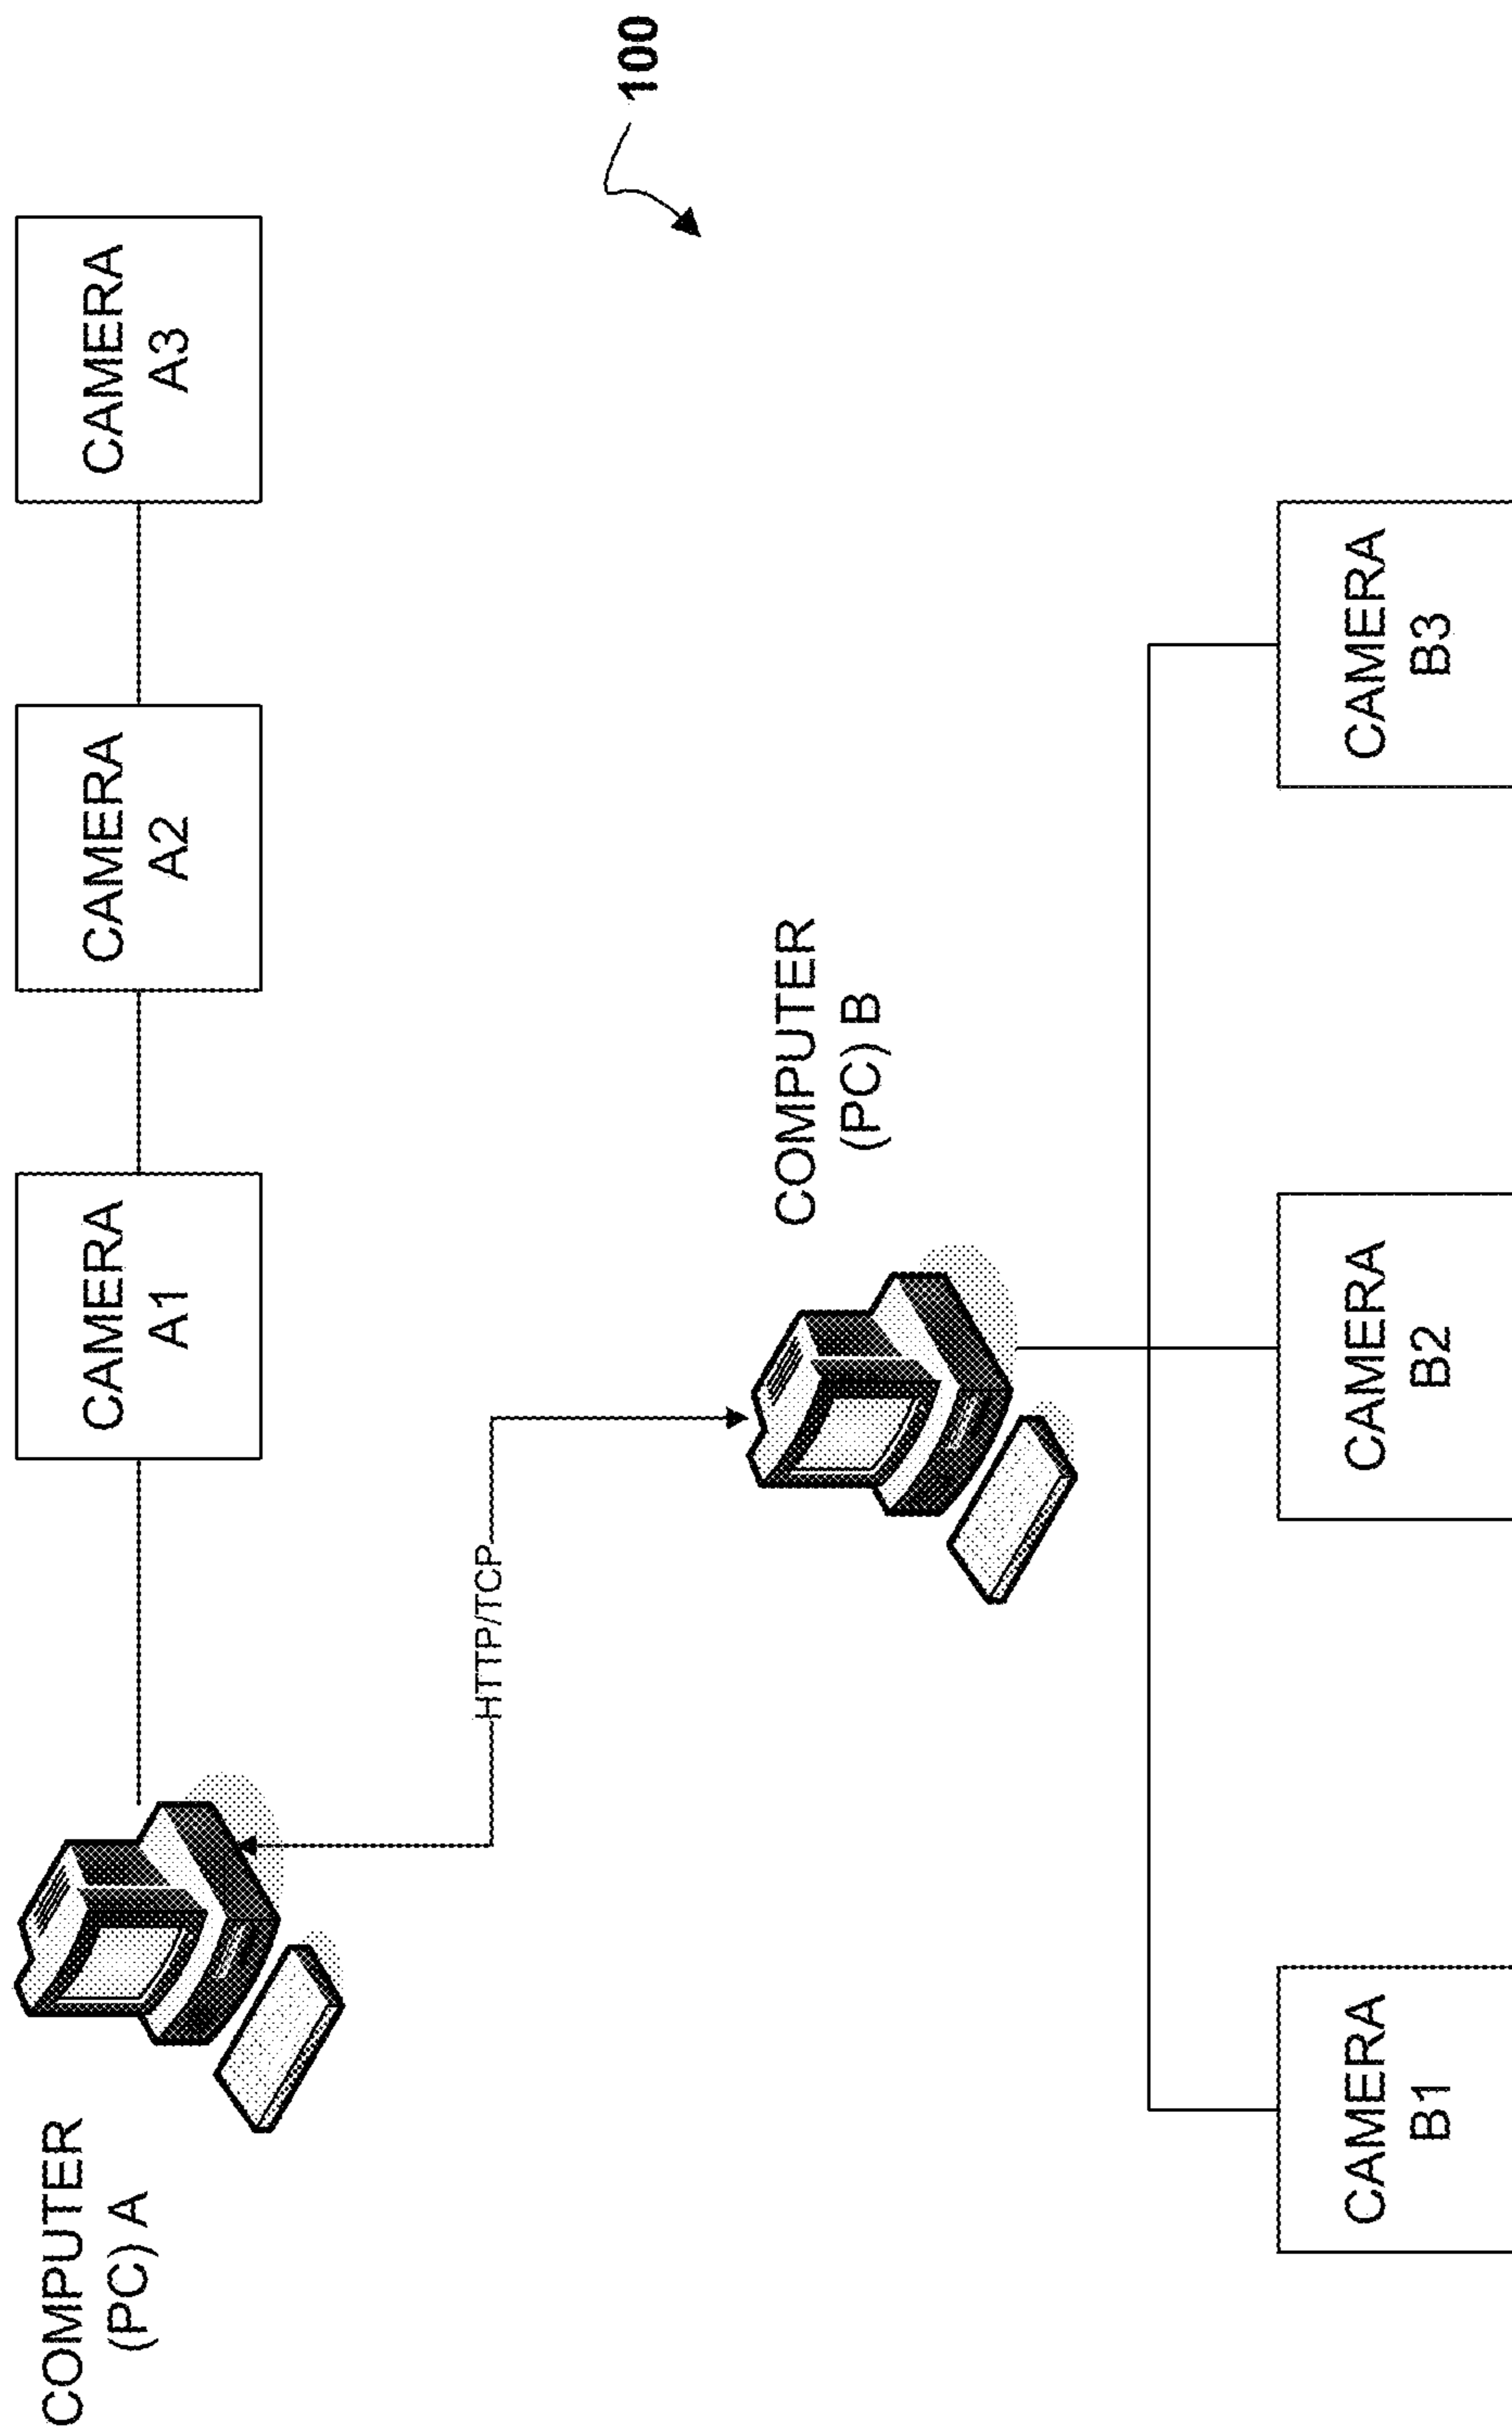 COMPUTER
(PC) A
CAMERA
A1
CAMERA
A2
CAMERA
A3
HTTP/TCP
100
COMPUTER
(PC) B
CAMERA
B1
CAMERA
B2
CAMERA
B3